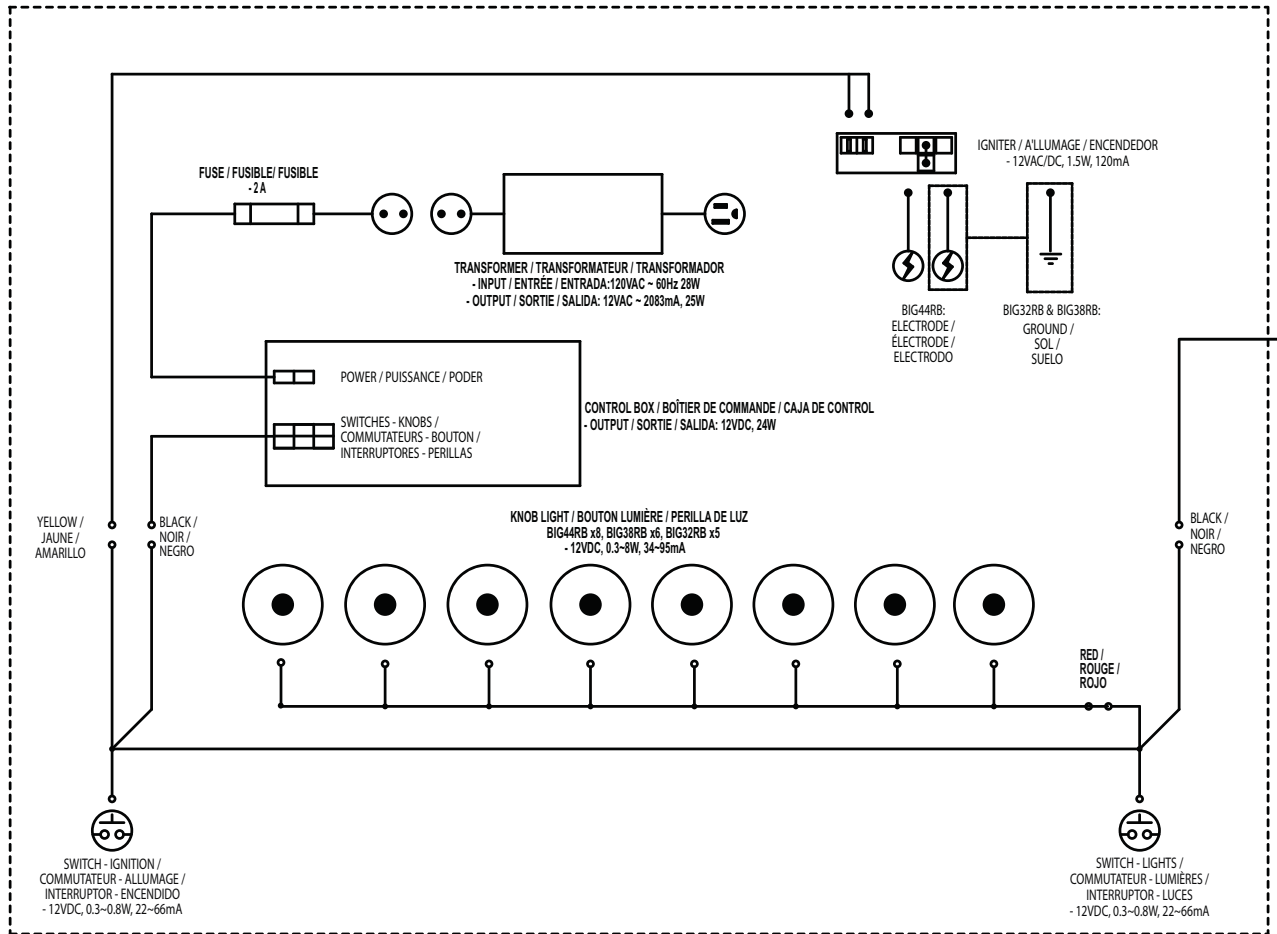 IGNITER / A'LLUMAGE / ENCENDEDOR
- 12VAC/DC, 1.5W, 120mA
FUSE / FUSIBLE/ FUSIBLE
- 2 A
TRANSFORMER / TRANSFORMATEUR / TRANSFORMADOR
- INPUT / ENTRÉE / ENTRADA:120VAC ~ 60Hz 28W
- OUTPUT / SORTIE / SALIDA: 12VAC ~ 2083mA, 25W
BIG44RB:
ELECTRODE /
ÉLECTRODE /
ELECTRODO
BIG32RB & BIG38RB:
GROUND /
SOL /
SUELO
POWER / PUISSANCE / PODER
SWITCHES - KNOBS /
COMMUTATEURS - BOUTON /
INTERRUPTORES - PERILLAS
CONTROL BOX / BOÎTIER DE COMMANDE / CAJA DE CONTROL
- OUTPUT / SORTIE / SALIDA: 12VDC, 24W
YELLOW /
JAUNE /
AMARILLO
BLACK /
NOIR /
NEGRO
KNOB LIGHT / BOUTON LUMIÈRE / PERILLA DE LUZ
BIG44RB x8, BIG38RB x6, BIG32RB x5
- 12VDC, 0.3~8W, 34~95mA
BLACK /
NOIR /
NEGRO
RED /
ROUGE /
ROJO
SWITCH - IGNITION /
COMMUTATEUR - ALLUMAGE /
INTERRUPTOR - ENCENDIDO
- 12VDC, 0.3~0.8W, 22~66mA
SWITCH - LIGHTS /
COMMUTATEUR - LUMIÈRES /
INTERRUPTOR - LUCES
- 12VDC, 0.3~0.8W, 22~66mA